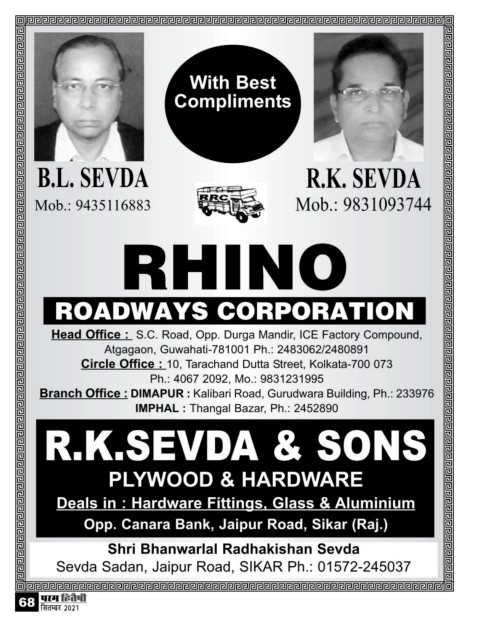 With Best
Compliments
B.L. SEVDA
Mob.: 9435116883
RRC
R.K. SEVDA
Mob.: 9831093744
RHINO
ROADWAYS CORPORATION
Head Office : S.C. Road, Opp. Durga Mandir, ICE Factory Compound,
Atgagaon, Guwahati-781001 Ph.: 2483062/2480891
Circle Office : 10, Tarachand Dutta Street, Kolkata-700 073
Ph.: 4067 2092, Mo.: 9831231995
Branch Office : DIMAPUR : Kalibari Road, Gurudwara Building, Ph.: 233976
IMPHAL : Thangal Bazar, Ph.: 2452890
R.K.SEVDA & SONS
PLYWOOD & HARDWARE
Deals in : Hardware Fittings, Glass & Aluminium
Opp. Canara Bank, Jaipur Road, Sikar (Raj.)
Shri Bhanwarlal Radhakishan Sevda
Sevda Sadan, Jaipur Road, SIKAR Ph.: 01572-245037
68 परम हितैषी
सितम्बर 2021